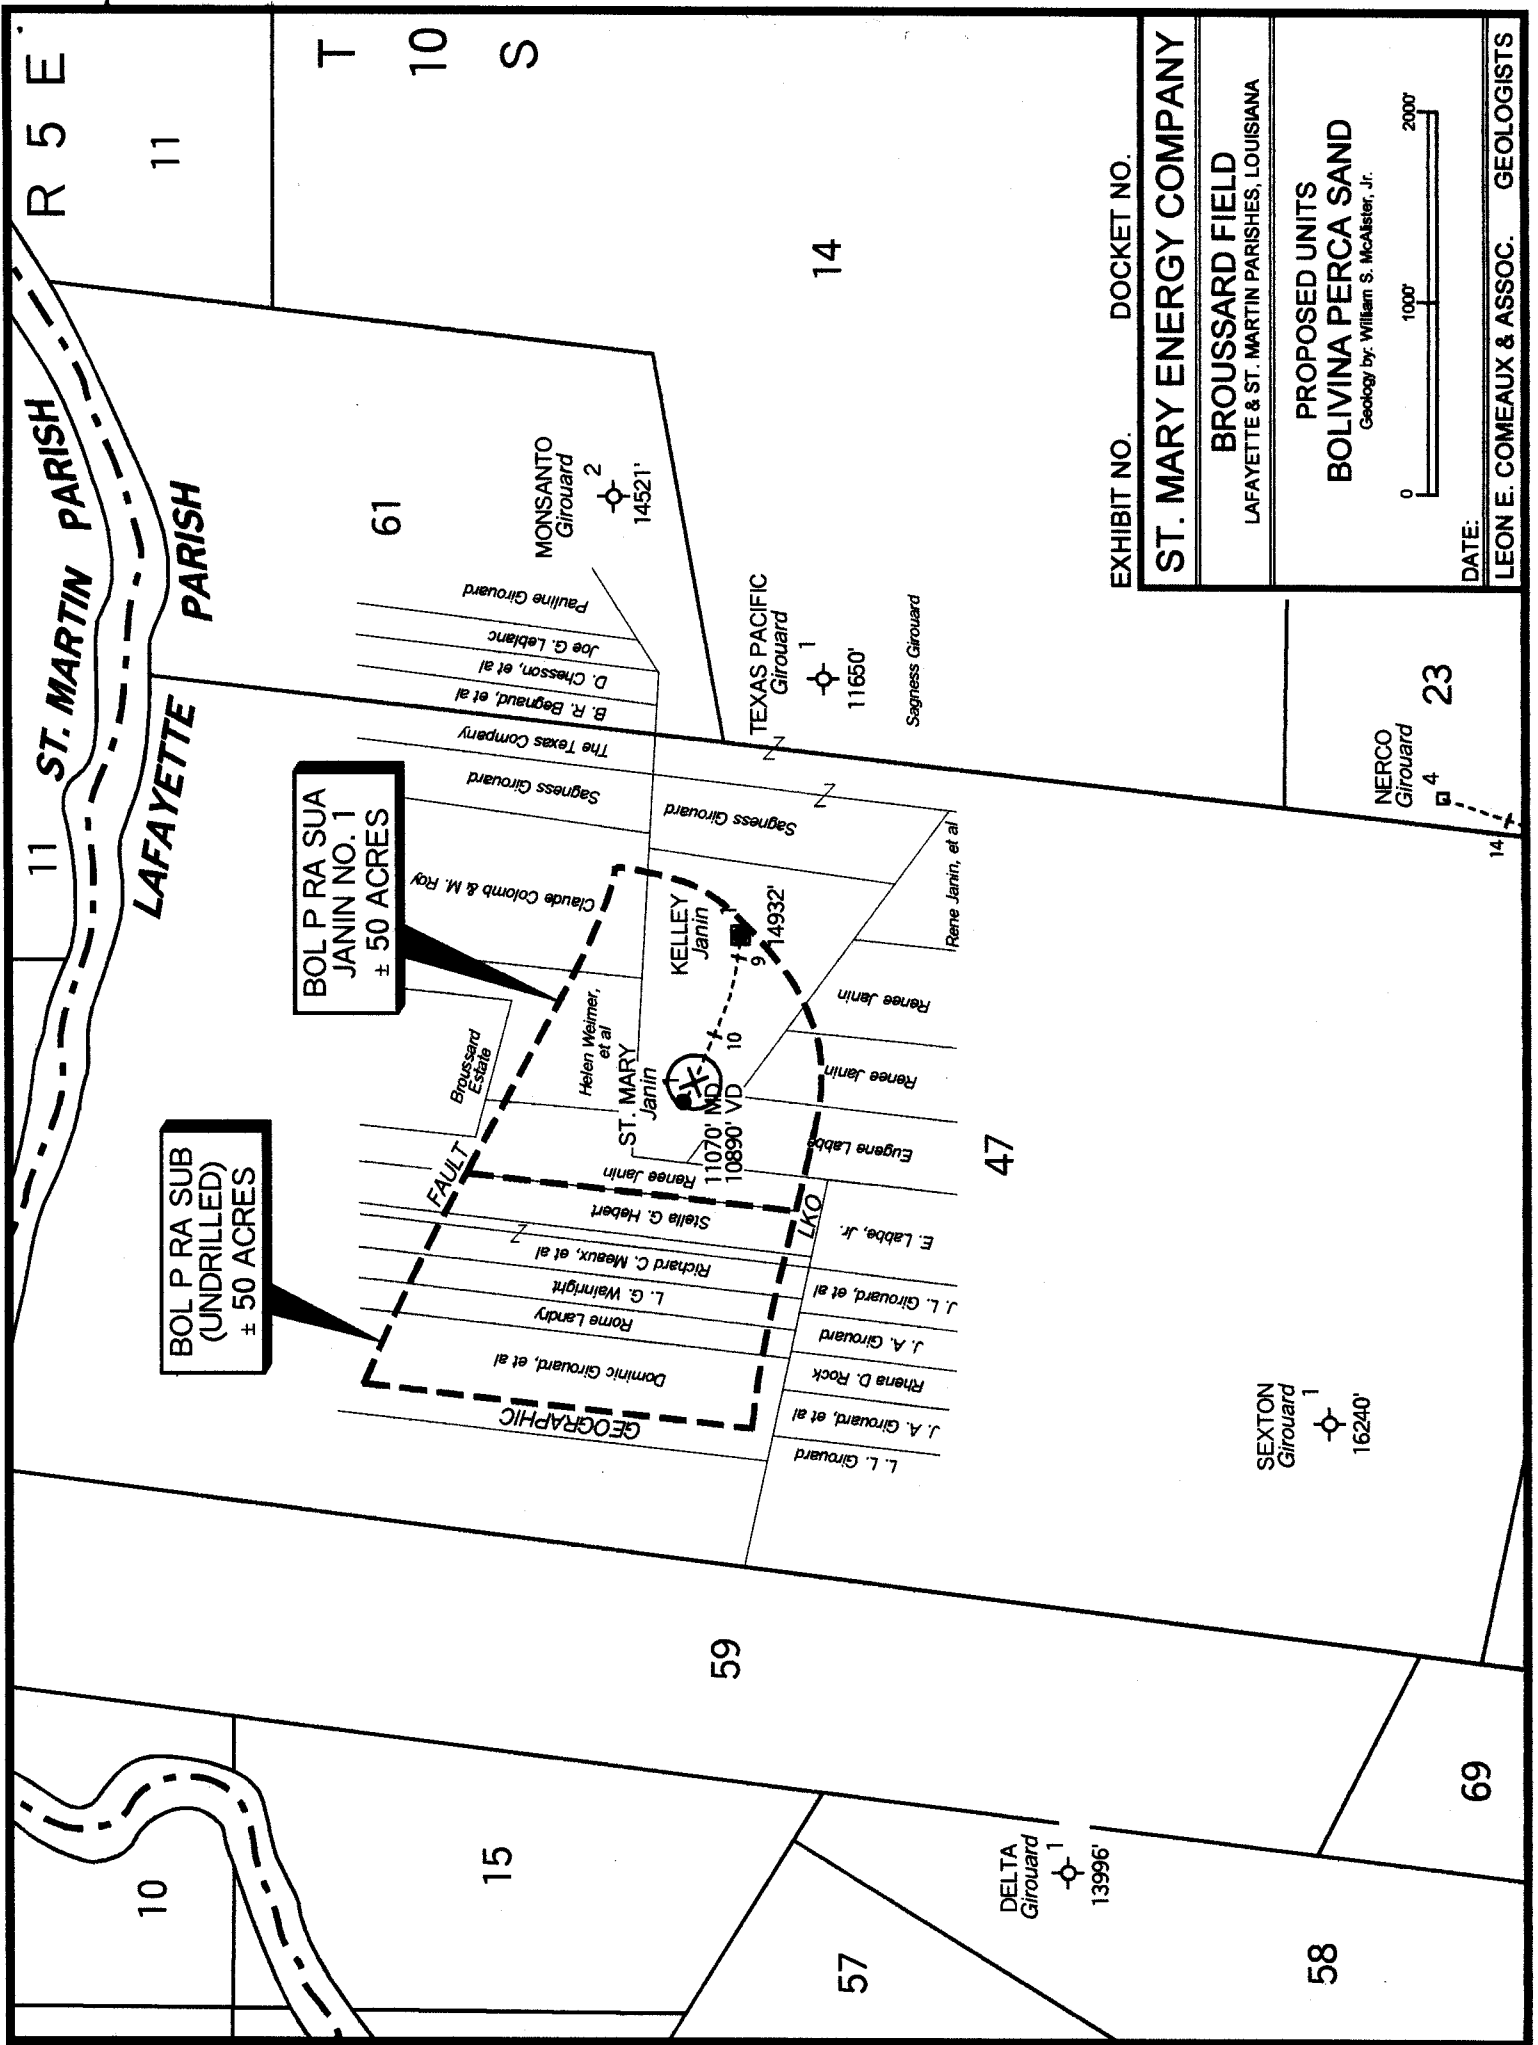 R 5 E
T
10
S
11
11
ST. MARTIN PARISH
LAFAYETTE PARISH
10
15
57
58
59
69
61
14
47
23
BOL P RA SUB
(UNDRILLED)
± 50 ACRES
BOL P RA SUA
JANIN NO. 1
± 50 ACRES
FAULT
GEOGRAPHIC
LKO
Broussard
Estate
Helen Weimer,
et al
Claude Colomb & M. Roy
Sagness Girouard
The Texas Company
B. R. Begnaud, et al
D. Chesson, et al
Joe G. Leblanc
Pauline Girouard
Dominic Girouard, et al
Rome Landry
L. G. Wainright
Richard C. Meaux, et al
Stella G. Hebert
Renee Janin
Z
ST. MARY
Janin
1
11070' MD
10890' VD
10
9
KELLEY
Janin
1
14932'
Sagness Girouard
Z
Z
Rene Janin, et al
Renee Janin
Renee Janin
Eugene Labbe
E. Labbe, Jr.
J. L. Girouard, et al
J. A. Girouard
Rhena D. Rock
J. A. Girouard, et al
L. L. Girouard
MONSANTO
Girouard
2
14521'
TEXAS PACIFIC
Girouard
1
11650'
Sagness Girouard
NERCO
Girouard
4
14
SEXTON
Girouard
1
16240'
DELTA
Girouard
1
13996'
EXHIBIT NO. DOCKET NO.
ST. MARY ENERGY COMPANY
BROUSSARD FIELD
LAFAYETTE & ST. MARTIN PARISHES, LOUISIANA
PROPOSED UNITS
BOLIVINA PERCA SAND
Geology by: William S. McAlister, Jr.
0 1000' 2000'
DATE:
LEON E. COMEAUX & ASSOC. GEOLOGISTS